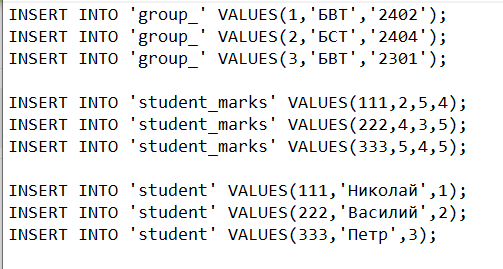 INSERT INTO 'group_' VALUES(1,'БВТ','2402');
INSERT INTO 'group_' VALUES(2,'БСТ','2404');
INSERT INTO 'group_' VALUES(3,'БВТ','2301');
INSERT INTO 'student_marks' VALUES(111,2,5,4);
INSERT INTO 'student_marks' VALUES(222,4,3,5);
INSERT INTO 'student_marks' VALUES(333,5,4,5);
INSERT INTO 'student' VALUES(111,'Николай',1);
INSERT INTO 'student' VALUES(222,'Василий',2);
INSERT INTO 'student' VALUES(333,'Петр',3);